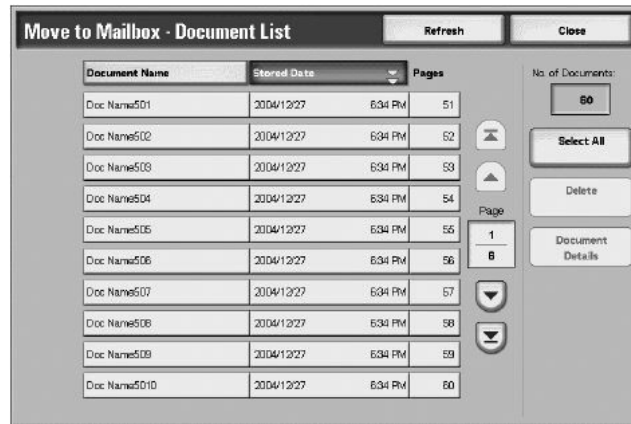 Move to Mailbox - Document List
Refresh
Close
Document Name
Stored Date
Pages
No. of Documents:
60
Doc Name501 2004/12/27 6:34 PM 51
Doc Name502 2004/12/27 6:34 PM 52
Doc Name503 2004/12/27 6:34 PM 53
Doc Name504 2004/12/27 6:34 PM 54
Doc Name505 2004/12/27 6:34 PM 55
Doc Name506 2004/12/27 6:34 PM 56
Doc Name507 2004/12/27 6:34 PM 57
Doc Name508 2004/12/27 6:34 PM 58
Doc Name509 2004/12/27 6:34 PM 59
Doc Name5010 2004/12/27 6:34 PM 60
Select All
Delete
Page
1
6
Document
Details